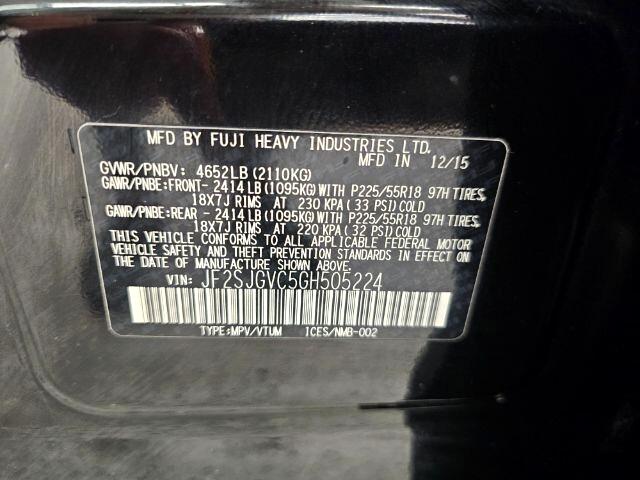 MFD BY FUJI HEAVY INDUSTRIES LTD.
MFD IN 12/15
GVWR/PNBV: 4652LB(2110KG)
GAWR/PNBE:FRONT- 2414LB(1095KG)WITH P225/55R18 97H TIRES,
18X7J RIMS AT 230 KPA(33 PSI)COLD
GAWR/PNBE:REAR - 2414LB(1095KG)WITH P225/55R18 97H TIRES,
18X7J RIMS AT 220 KPA(32 PSI)COLD
THIS VEHICLE CONFORMS TO ALL APPLICABLE FEDERAL MOTOR
VEHICLE SAFETY AND THEFT PREVENTION STANDARDS IN EFFECT
ON THE DATE OF MANUFACTURE SHOWN ABOVE.
VIN: JF2SJGVC5GH505224
TYPE:MPV/VTUM ICES/NMB-002